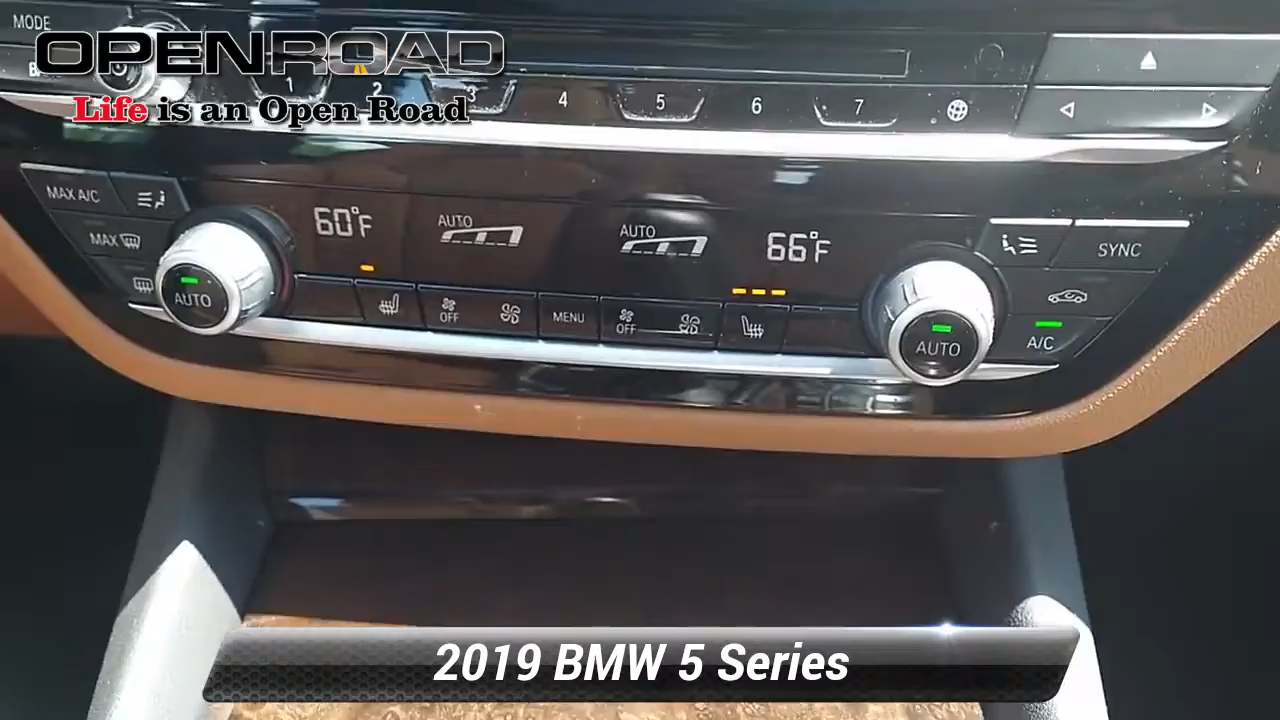 MODE
OPENROAD
Life is an Open Road
1 2 3 4 5 6 7
MAX A/C
MAX
AUTO
60°F
AUTO
AUTO
66°F
SYNC
OFF
MENU
OFF
AUTO
A/C
2019 BMW 5 Series